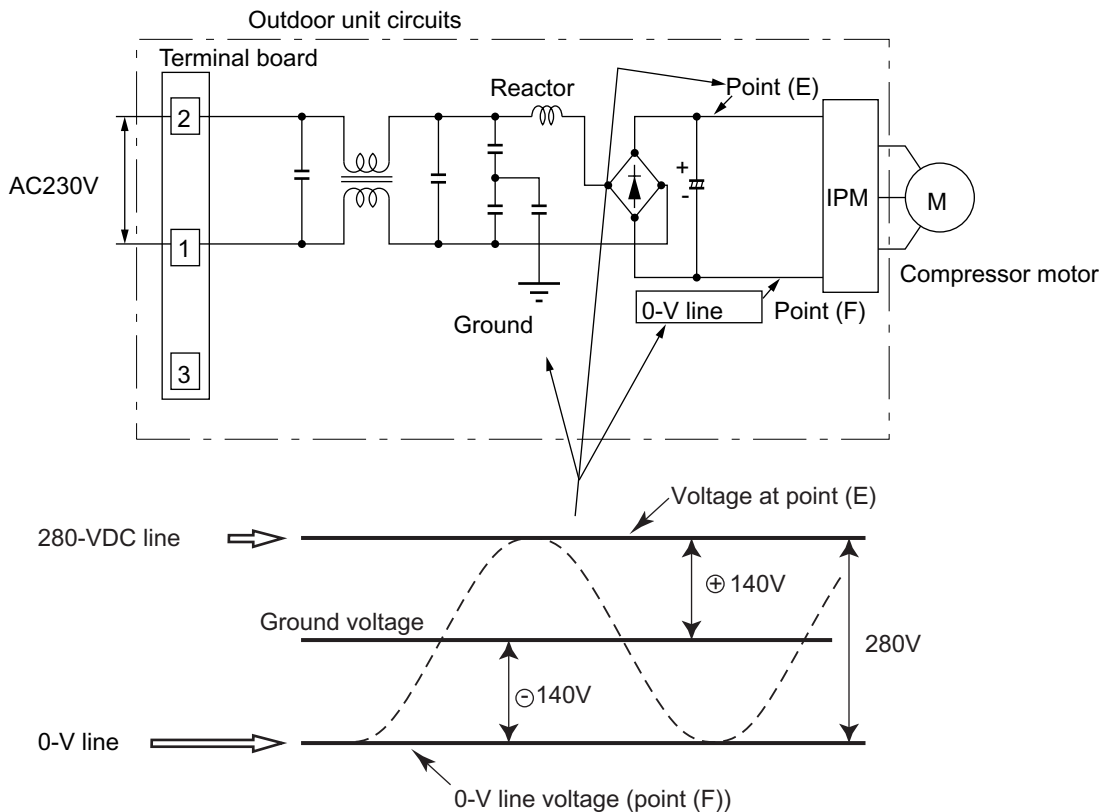 Outdoor unit circuits
Terminal board
Reactor
Point (E)
2
AC230V
+
-
IPM
M
1
Compressor motor
0-V line
Point (F)
Ground
3
Voltage at point (E)
280-VDC line
⊕ 140V
Ground voltage
280V
⊖140V
0-V line
0-V line voltage (point (F))